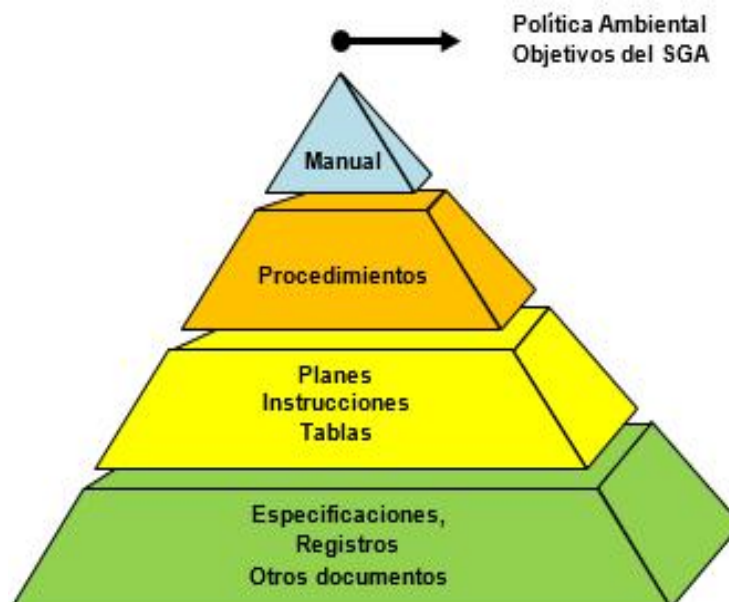 Política Ambiental
Objetivos del SGA
Manual
Procedimientos
Planes
Instrucciones
Tablas
Especificaciones,
Registros
Otros documentos